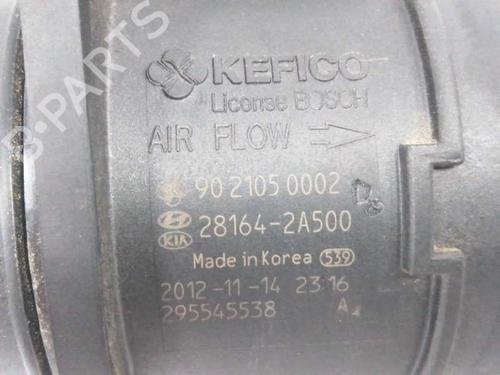 KEFICO
License BOSCH
AIR FLOW
90 2105 0002
28164-2A500
KIA
Made in Korea 539
2012-11-14 23:16
295545538 A